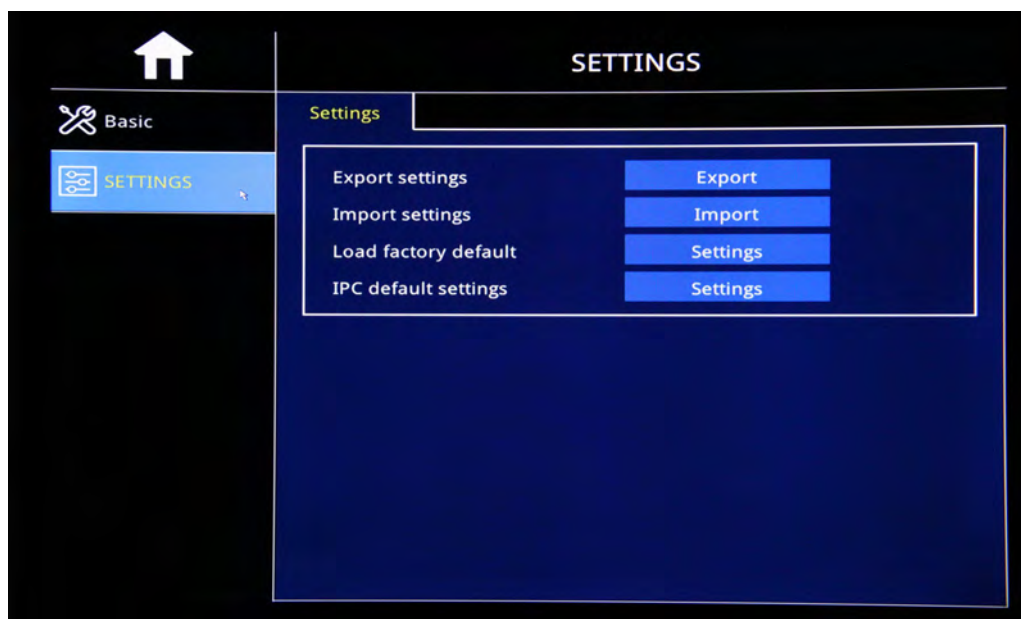 SETTINGS
Basic
SETTINGS
Settings
Export settings Export
Import settings Import
Load factory default Settings
IPC default settings Settings